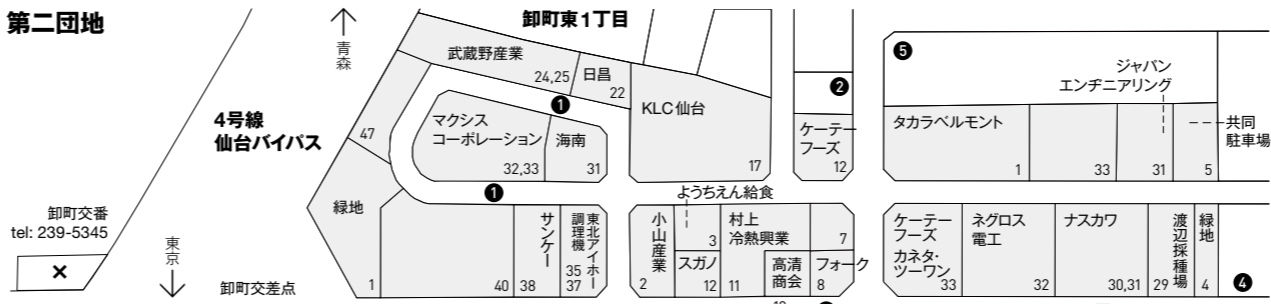 第二団地
青森
4号線
仙台バイパス
卸町交番
tel: 239-5345
東京
卸町交差点
卸町東1丁目
武蔵野産業
24,25
日昌
22
❶
47
マクシス
コーポレーション
32,33
海南
31
❶
KLC仙台
17
❷
ケーテー
フーズ
12
❺
タカラベルモント
1
33
ジャパン
エンヂニアリング
31
5
共同
駐車場
緑地
1
40
サンケー
38
東北アイホー
調理機
35
37
小山産業
2
ようちえん給食
3
スガノ
12
村上
冷熱興業
11
高清
商会
7
フォーク
8
ケーテー
フーズ
カネタ・
ツーワン
33
ネグロス
電工
32
ナスカワ
30,31
渡辺採種場
29
緑地
4
❹